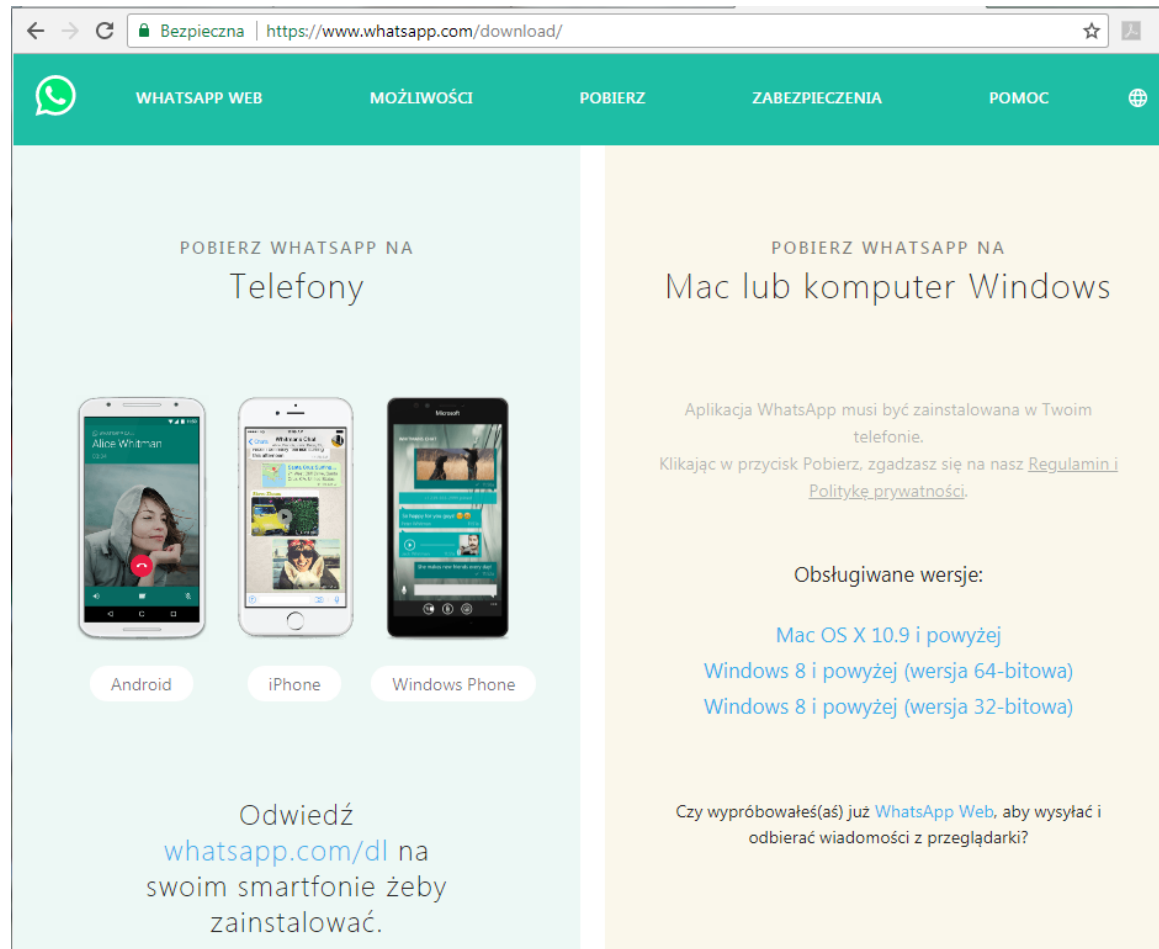 Bezpieczna | https://www.whatsapp.com/download/
WHATSAPP WEB MOŻLIWOŚCI POBIERZ ZABEZPIECZENIA POMOC
POBIERZ WHATSAPP NA
Telefony
Microsoft
Alice Whitman
Android iPhone Windows Phone
Odwiedź
whatsapp.com/dl na
swoim smartfonie żeby
zainstalować.
POBIERZ WHATSAPP NA
Mac lub komputer Windows
Aplikacja WhatsApp musi być zainstalowana w Twoim
telefonie.
Klikając w przycisk Pobierz, zgadzasz się na nasz Regulamin i
Politykę prywatności.
Obsługiwane wersje:
Mac OS X 10.9 i powyżej
Windows 8 i powyżej (wersja 64-bitowa)
Windows 8 i powyżej (wersja 32-bitowa)
Czy wypróbowałeś(aś) już WhatsApp Web, aby wysyłać i
odbierać wiadomości z przeglądarki?